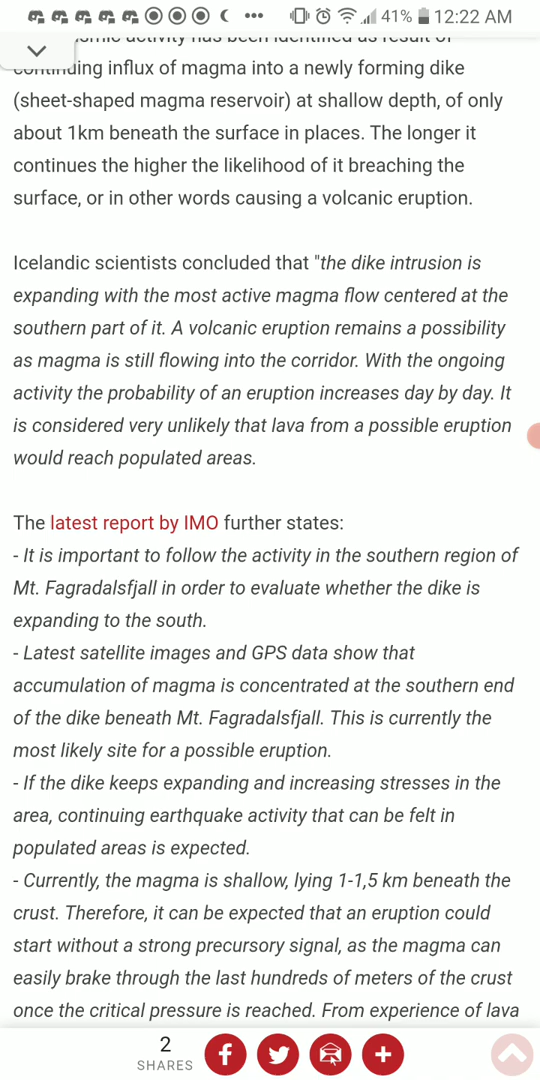 41% 12:22 AM
activity has been identified as result of
continuing influx of magma into a newly forming dike
(sheet-shaped magma reservoir) at shallow depth, of only
about 1km beneath the surface in places. The longer it
continues the higher the likelihood of it breaching the
surface, or in other words causing a volcanic eruption.
Icelandic scientists concluded that "the dike intrusion is
expanding with the most active magma flow centered at the
southern part of it. A volcanic eruption remains a possibility
as magma is still flowing into the corridor. With the ongoing
activity the probability of an eruption increases day by day. It
is considered very unlikely that lava from a possible eruption
would reach populated areas.
The latest report by IMO further states:
- It is important to follow the activity in the southern region of
Mt. Fagradalsfjall in order to evaluate whether the dike is
expanding to the south.
- Latest satellite images and GPS data show that
accumulation of magma is concentrated at the southern end
of the dike beneath Mt. Fagradalsfjall. This is currently the
most likely site for a possible eruption.
- If the dike keeps expanding and increasing stresses in the
area, continuing earthquake activity that can be felt in
populated areas is expected.
- Currently, the magma is shallow, lying 1-1,5 km beneath the
crust. Therefore, it can be expected that an eruption could
start without a strong precursory signal, as the magma can
easily brake through the last hundreds of meters of the crust
once the critical pressure is reached. From experience of lava
2
SHARES